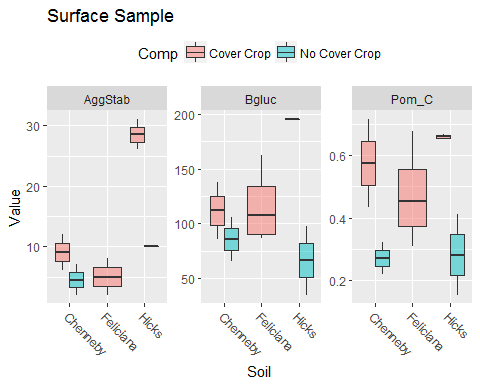 Surface Sample
Comp Cover Crop No Cover Crop
AggStab Bgluc Pom_C
Value
30
20
10
200
150
100
50
0.6
0.4
0.2
Chenneby Feliciana Hicks
Chenneby Feliciana Hicks
Chenneby Feliciana Hicks
Soil